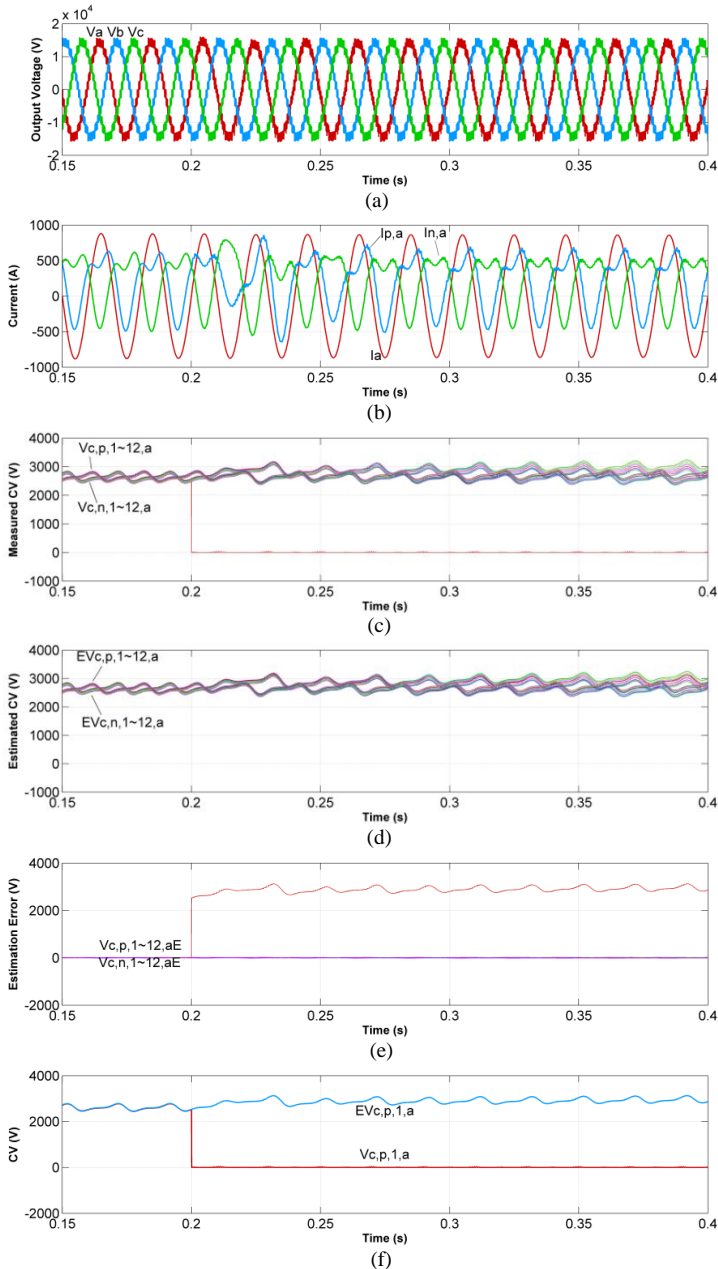 2 x 10⁴
Va Vb Vc
Output Voltage (V)
1
0
-1
-2
0.15 0.2 0.25 0.3 0.35 0.4
Time (s)
(a)
1000
Ip,a In,a
500
Current (A)
0
-500
Ia
-1000
0.15 0.2 0.25 0.3 0.35 0.4
Time (s)
(b)
4000
Vc,p,1~12,a
3000
Measured CV (V)
2000
Vc,n,1~12,a
1000
0
-1000
0.15 0.2 0.25 0.3 0.35 0.4
Time (s)
(c)
4000
EVc,p,1~12,a
3000
Estimated CV (V)
2000
EVc,n,1~12,a
1000
0
-1000
0.15 0.2 0.25 0.3 0.35 0.4
Time (s)
(d)
4000
Estimation Error (V)
2000
Vc,p,1~12,aE
0
Vc,n,1~12,aE
-2000
0.15 0.2 0.25 0.3 0.35 0.4
Time (s)
(e)
4000
CV (V)
2000
EVc,p,1,a
Vc,p,1,a
0
-2000
0.15 0.2 0.25 0.3 0.35 0.4
Time (s)
(f)